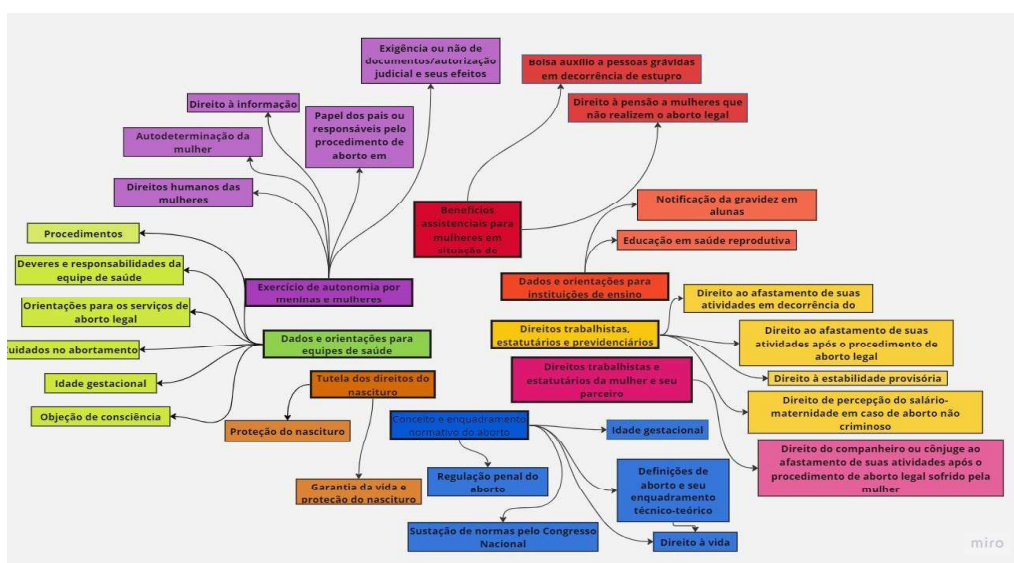 Exigência ou não de
documentos/autorização
judicial e seus efeitos
Bolsa auxílio a pessoas grávidas
em decorrência de estupro
Direito à informação
Papel dos pais ou
responsáveis pelo
procedimento de
aborto em
Direito à pensão a mulheres que
não realizem o aborto legal
Autodeterminação da
mulher
Direitos humanos das
mulheres
Benefícios
assistenciais para
mulheres em
situação de
Notificação da gravidez em
alunas
Educação em saúde reprodutiva
Procedimentos
Deveres e responsabilidades da
equipe de saúde
Exercício de autonomia por
meninas e mulheres
Dados e orientações para
instituições de ensino
Orientações para os serviços de
aborto legal
Direito ao afastamento de suas
atividades em decorrência do
Direitos trabalhistas,
estatutários e previdenciários
Direito ao afastamento de suas
atividades após o procedimento de
aborto legal
Dados e orientações para
equipes de saúde
uidados no abortamento
Direitos trabalhistas e
estatutários da mulher e seu
parceiro
Direito à estabilidade provisória
Idade gestacional
Tutela dos direitos do
nascituro
Direito de percepção do salário-
maternidade em caso de aborto não
criminoso
Objeção de consciência
Proteção do nascituro
Conceito e enquadramento
normativo do aborto
Idade gestacional
Direito do companheiro ou cônjuge ao
afastamento de suas atividades após o
procedimento de aborto legal sofrido pela
mulher
Regulação penal do
aborto
Definições de
aborto e seu
enquadramento
técnico-teórico
Garantia da vida e
proteção do nascituro
Sustação de normas pelo Congresso
Nacional
Direito à vida
miro